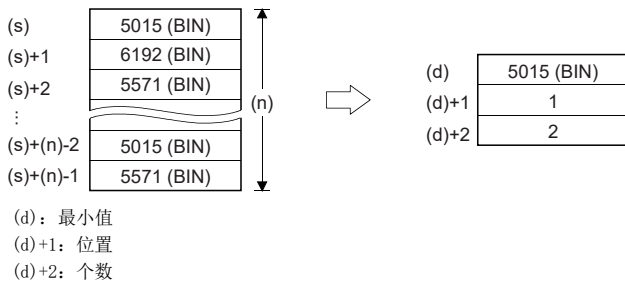 (s) 5015 (BIN)
(s)+1 6192 (BIN)
(s)+2 5571 (BIN)
⋮
(s)+(n)-2 5015 (BIN)
(s)+(n)-1 5571 (BIN)
(n)
(d) 5015 (BIN)
(d)+1 1
(d)+2 2
(d): 最小值
(d)+1: 位置
(d)+2: 个数